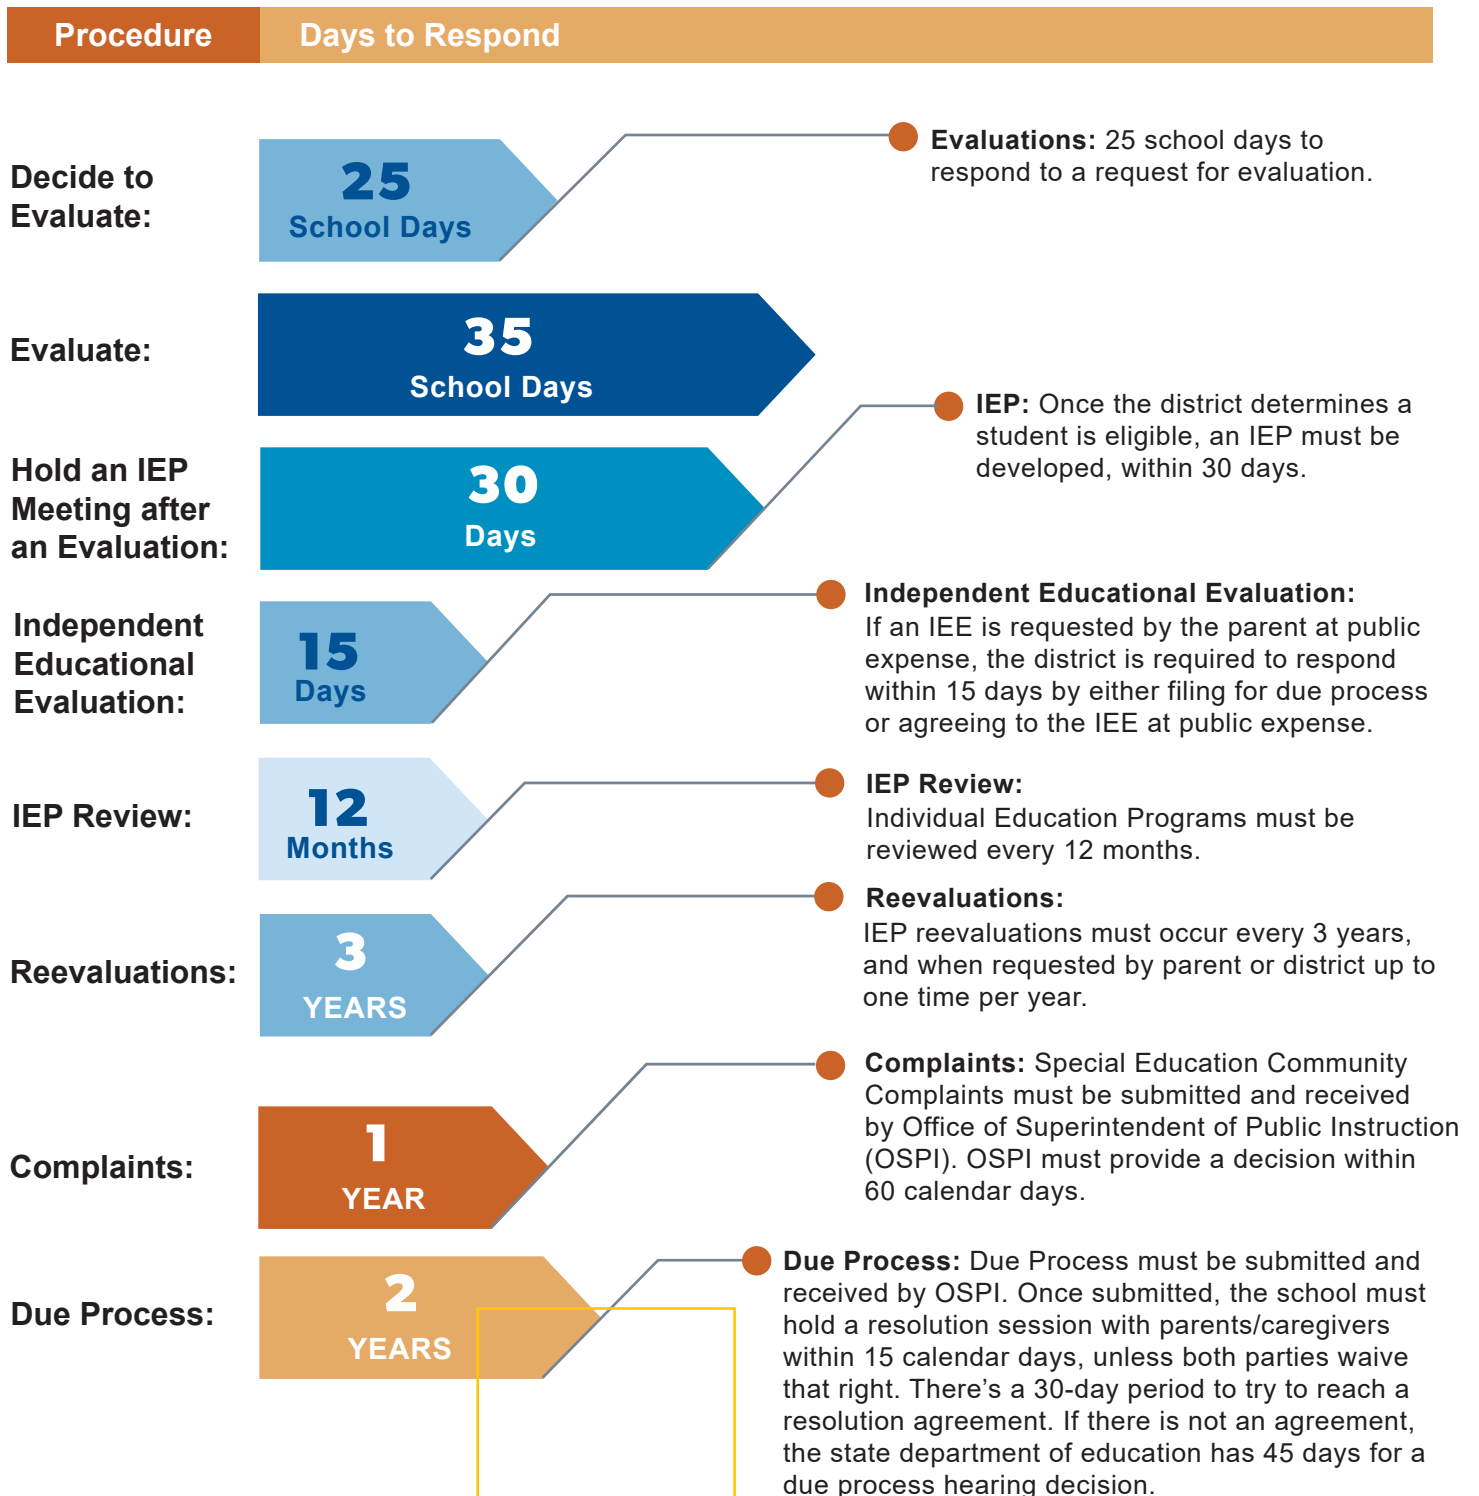 Procedure
Days to Respond
Decide to
Evaluate:
25
School Days
Evaluations: 25 school days to
respond to a request for evaluation.
Evaluate:
35
School Days
Hold an IEP
Meeting after
an Evaluation:
30
Days
IEP: Once the district determines a
student is eligible, an IEP must be
developed, within 30 days.
Independent
Educational
Evaluation:
15
Days
Independent Educational Evaluation:
If an IEE is requested by the parent at public
expense, the district is required to respond
within 15 days by either filing for due process
or agreeing to the IEE at public expense.
IEP Review:
12
Months
IEP Review:
Individual Education Programs must be
reviewed every 12 months.
Reevaluations:
3
YEARS
Reevaluations:
IEP reevaluations must occur every 3 years,
and when requested by parent or district up to
one time per year.
Complaints:
1
YEAR
Complaints: Special Education Community
Complaints must be submitted and received
by Office of Superintendent of Public Instruction
(OSPI). OSPI must provide a decision within
60 calendar days.
Due Process:
2
YEARS
Due Process: Due Process must be submitted and
received by OSPI. Once submitted, the school must
hold a resolution session with parents/caregivers
within 15 calendar days, unless both parties waive
that right. There’s a 30-day period to try to reach a
resolution agreement. If there is not an agreement,
the state department of education has 45 days for a
due process hearing decision.